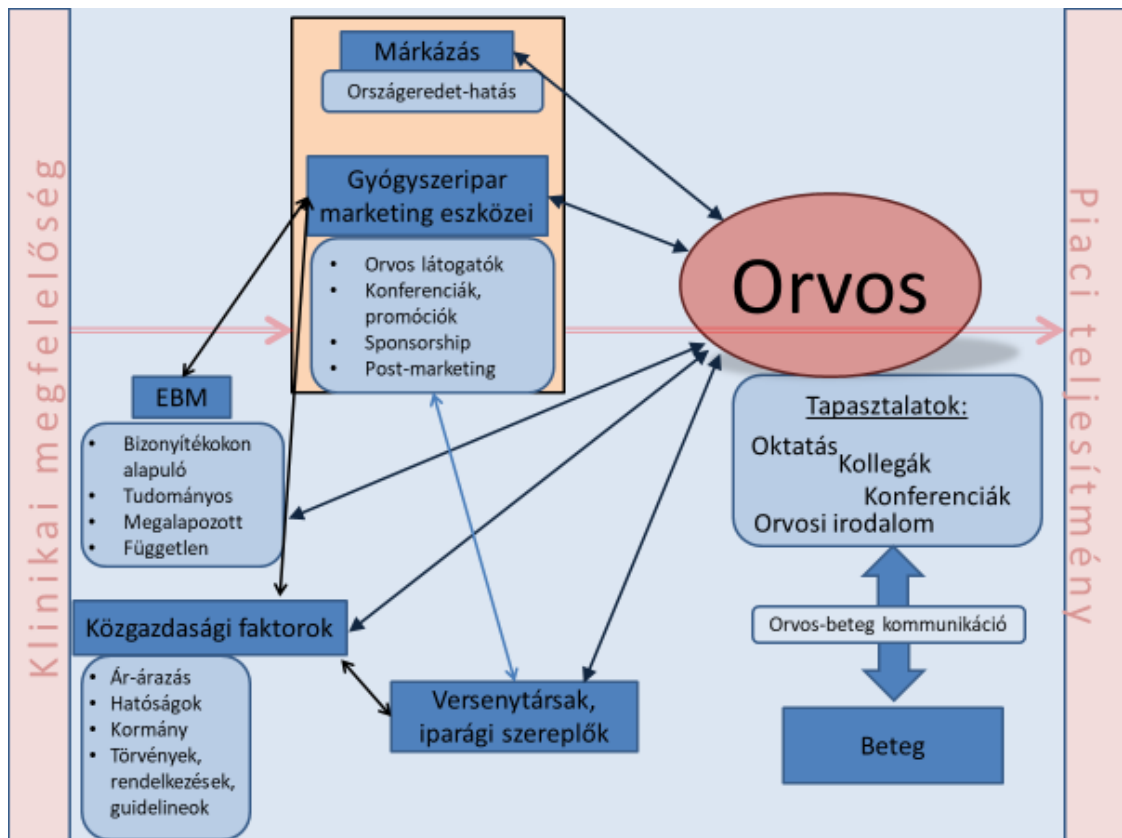 Klinikai megfelelőség
Márkázás
Országeredet-hatás
Gyógyszeripar
marketing eszközei
• Orvos látogatók
• Konferenciák,
promóciók
• Sponsorship
• Post-marketing
EBM
• Bizonyítékokon
alapuló
• Tudományos
• Megalapozott
• Független
Közgazdasági faktorok
• Ár-árazás
• Hatóságok
• Kormány
• Törvények,
rendelkezések,
guidelineok
Versenytársak,
iparági szereplők
Orvos
Tapasztalatok:
Oktatás
Kollegák
Konferenciák
Orvosi irodalom
Orvos-beteg kommunikáció
Beteg
Piaci teljesítmény